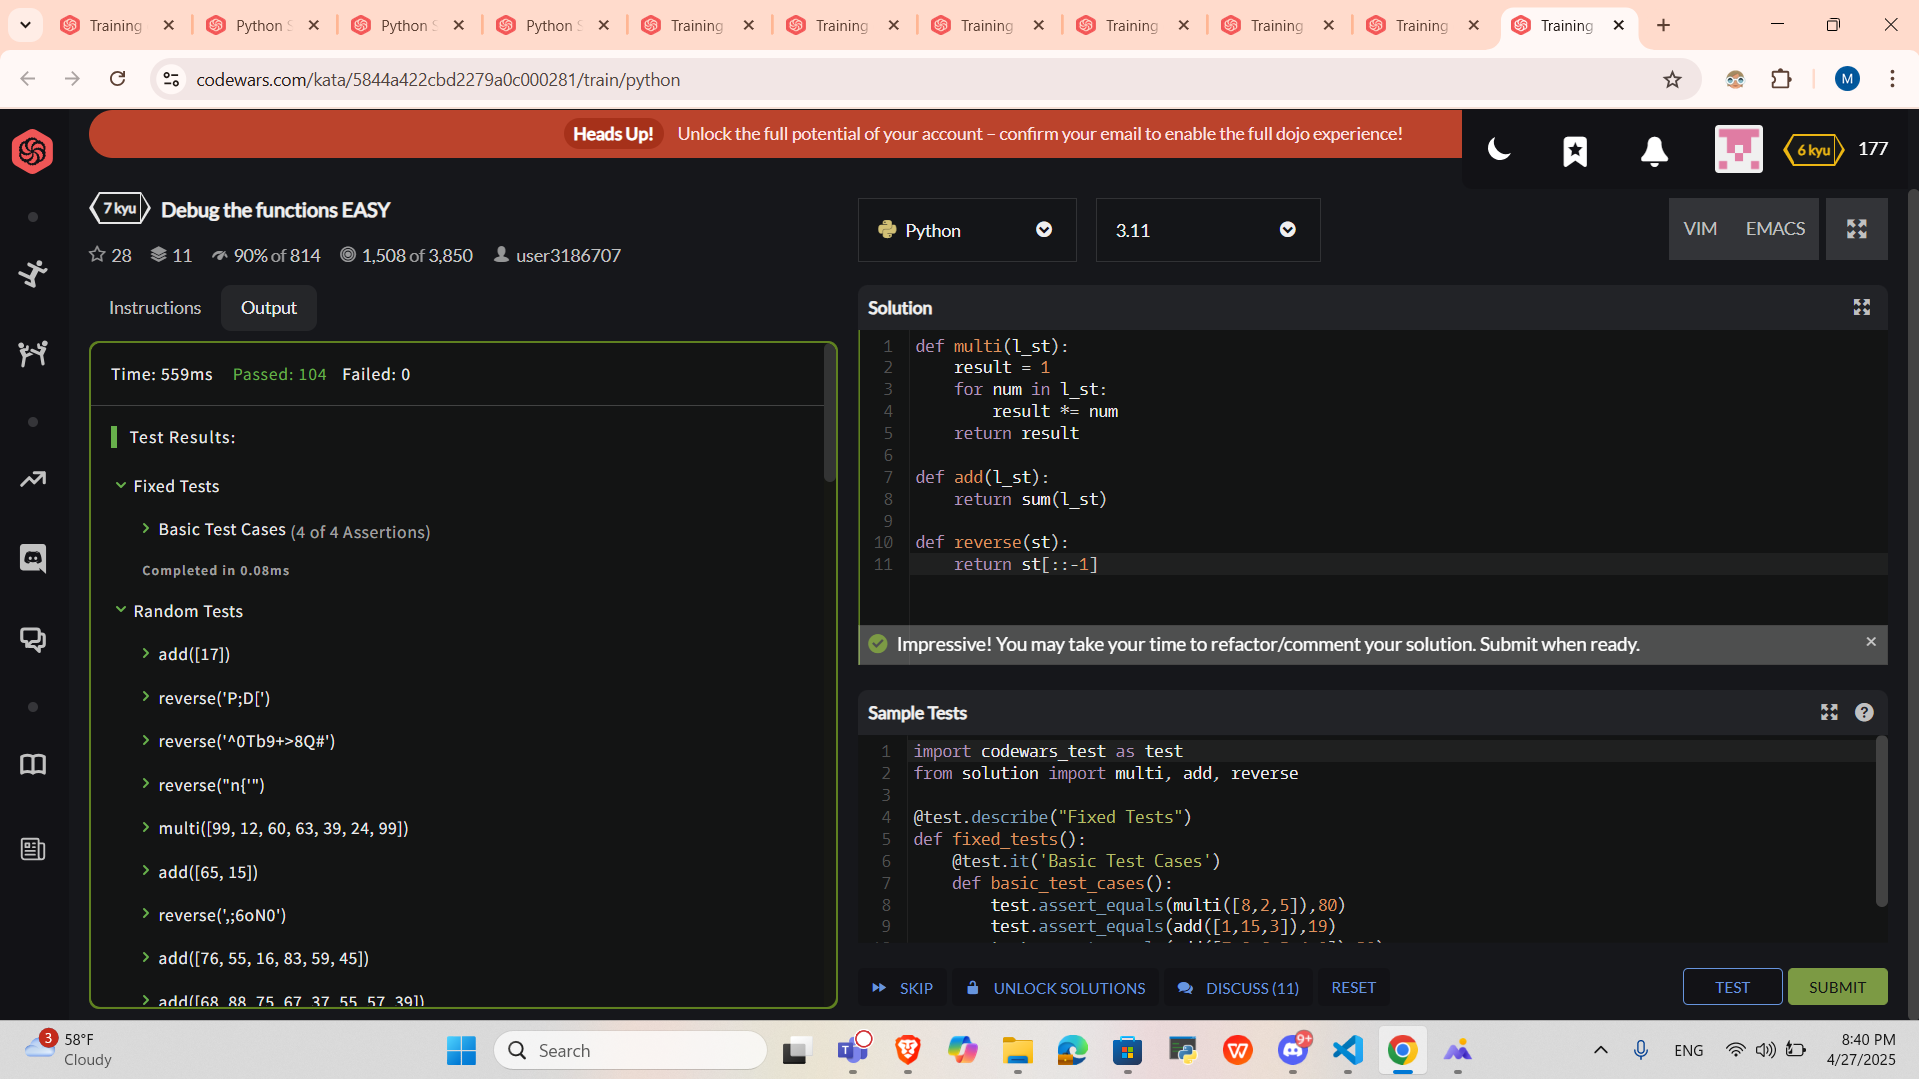 Training
Python S
Python S
Python S
Training
Training
Training
Training
Training
Training
Training
codewars.com/kata/5844a422cbd2279a0c000281/train/python
M
Heads Up! Unlock the full potential of your account – confirm your email to enable the full dojo experience!
6 kyu
177
7 kyu Debug the functions EASY
28 11 90% of 814 1,508 of 3,850 user3186707
Python
3.11
VIM EMACS
Instructions Output
Time: 559ms Passed: 104 Failed: 0
Test Results:
Fixed Tests
Basic Test Cases (4 of 4 Assertions)
Completed in 0.08ms
Random Tests
add([17])
reverse('P;D[')
reverse('^0Tb9+>8Q#')
reverse("n{'")
multi([99, 12, 60, 63, 39, 24, 99])
add([65, 15])
reverse(',;6oN0')
add([76, 55, 16, 83, 59, 45])
add([68, 88, 75, 67, 37, 55, 57, 39])
Solution
1 def multi(l_st):
2 result = 1
3 for num in l_st:
4 result *= num
5 return result
6
7 def add(l_st):
8 return sum(l_st)
9
10 def reverse(st):
11 return st[::-1]
Impressive! You may take your time to refactor/comment your solution. Submit when ready.
Sample Tests
1 import codewars_test as test
2 from solution import multi, add, reverse
3
4 @test.describe("Fixed Tests")
5 def fixed_tests():
6 @test.it('Basic Test Cases')
7 def basic_test_cases():
8 test.assert_equals(multi([8,2,5]),80)
9 test.assert_equals(add([1,15,3]),19)
SKIP UNLOCK SOLUTIONS DISCUSS (11) RESET
TEST SUBMIT
3
58°F
Cloudy
Search
9+
ENG
8:40 PM
4/27/2025